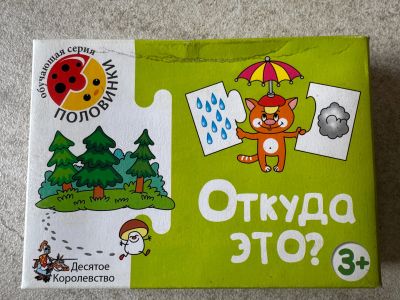 обучающая серия
ПОЛОВИНКИ
ОТКУДА
ЭТО?
3+
Десятое
Королевство